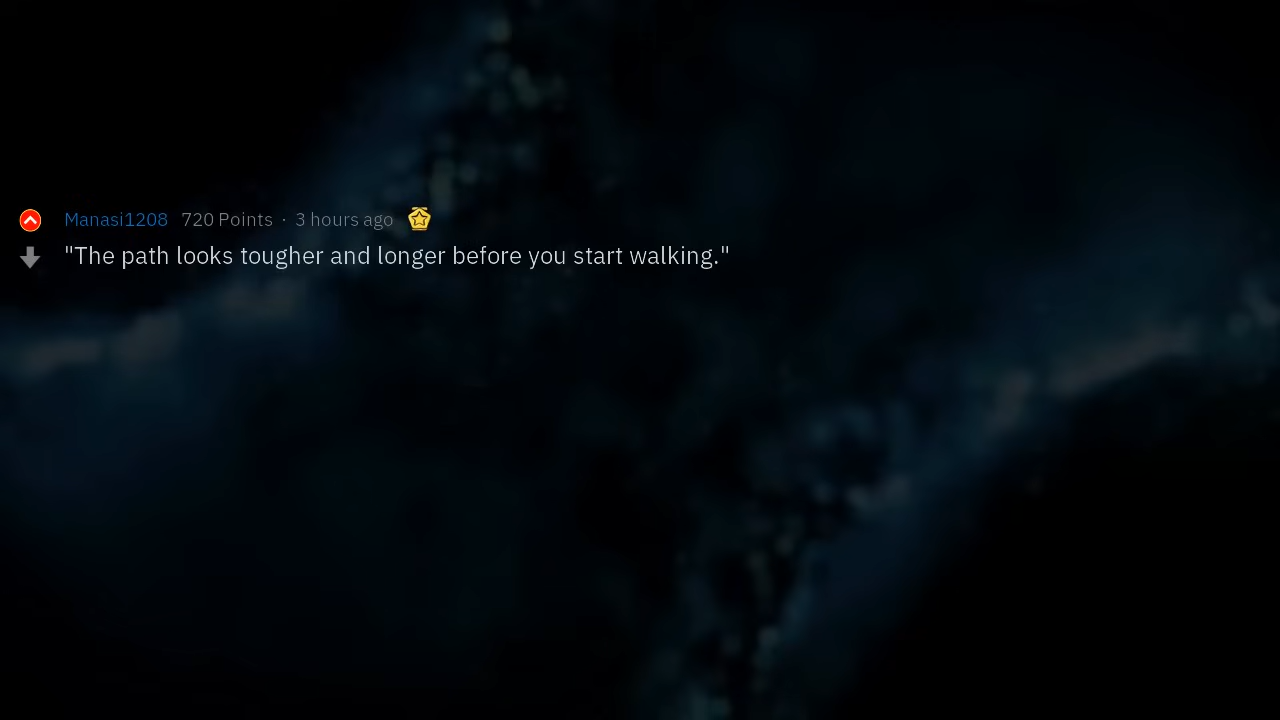 Manasi1208 720 Points · 3 hours ago
"The path looks tougher and longer before you start walking."